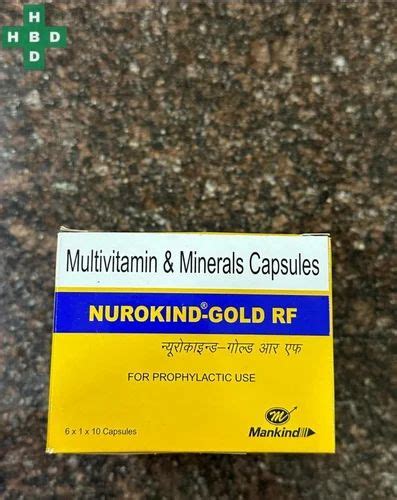 H
H B D
D
Multivitamin & Minerals Capsules
NUROKIND®-GOLD RF
न्यूरोकाइन्ड-गोल्ड आर एफ
FOR PROPHYLACTIC USE
6 x 1 x 10 Capsules
M
Mankind